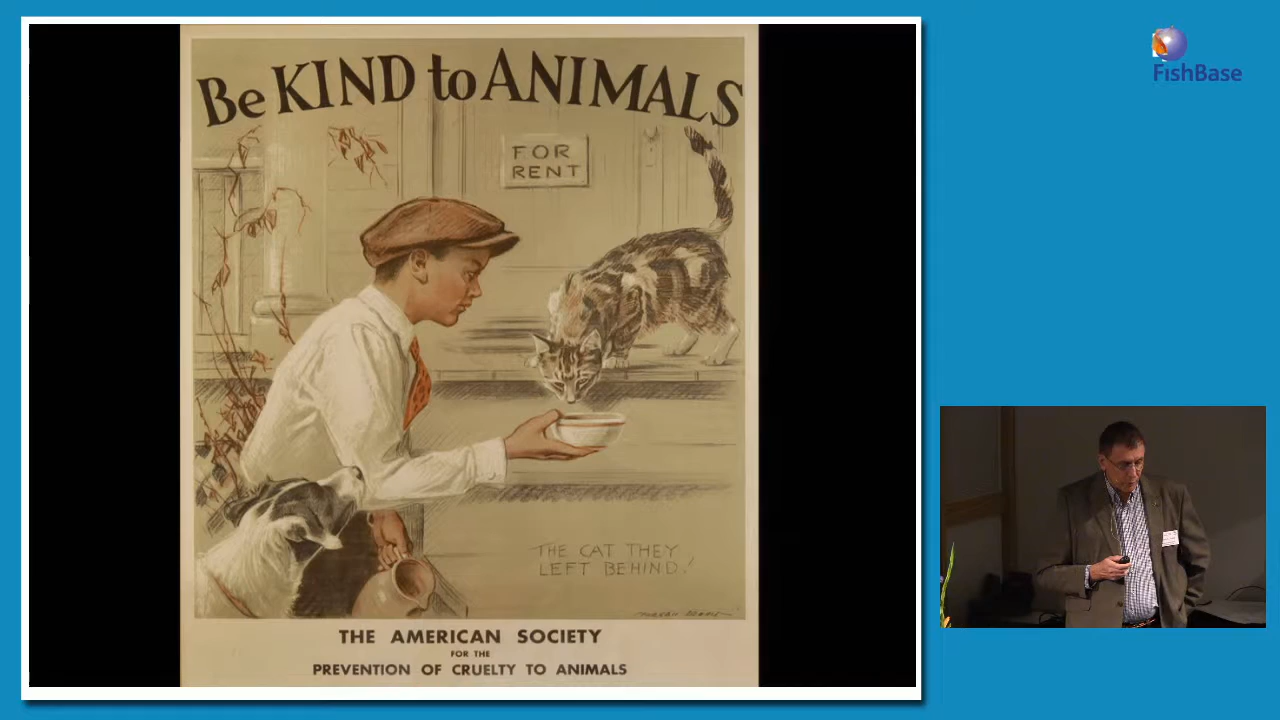 Be KIND to ANIMALS
FOR
RENT
THE CAT THEY
LEFT BEHIND!
THE AMERICAN SOCIETY
FOR THE
PREVENTION OF CRUELTY TO ANIMALS
FishBase